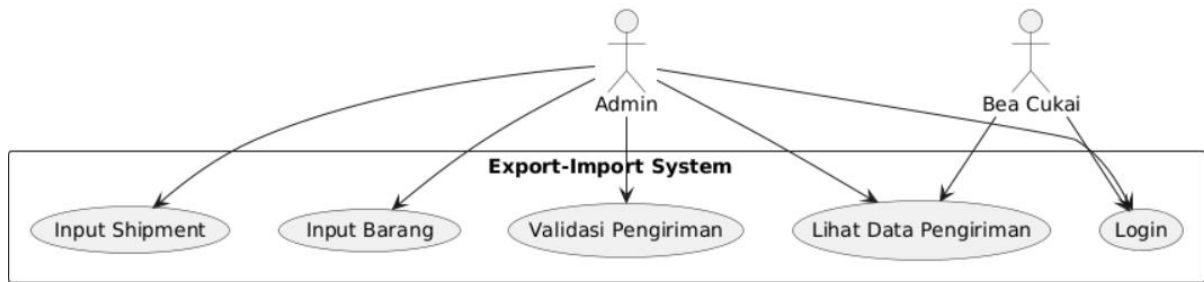 Admin
Bea Cukai
Export-Import System
Input Shipment
Input Barang
Validasi Pengiriman
Lihat Data Pengiriman
Login